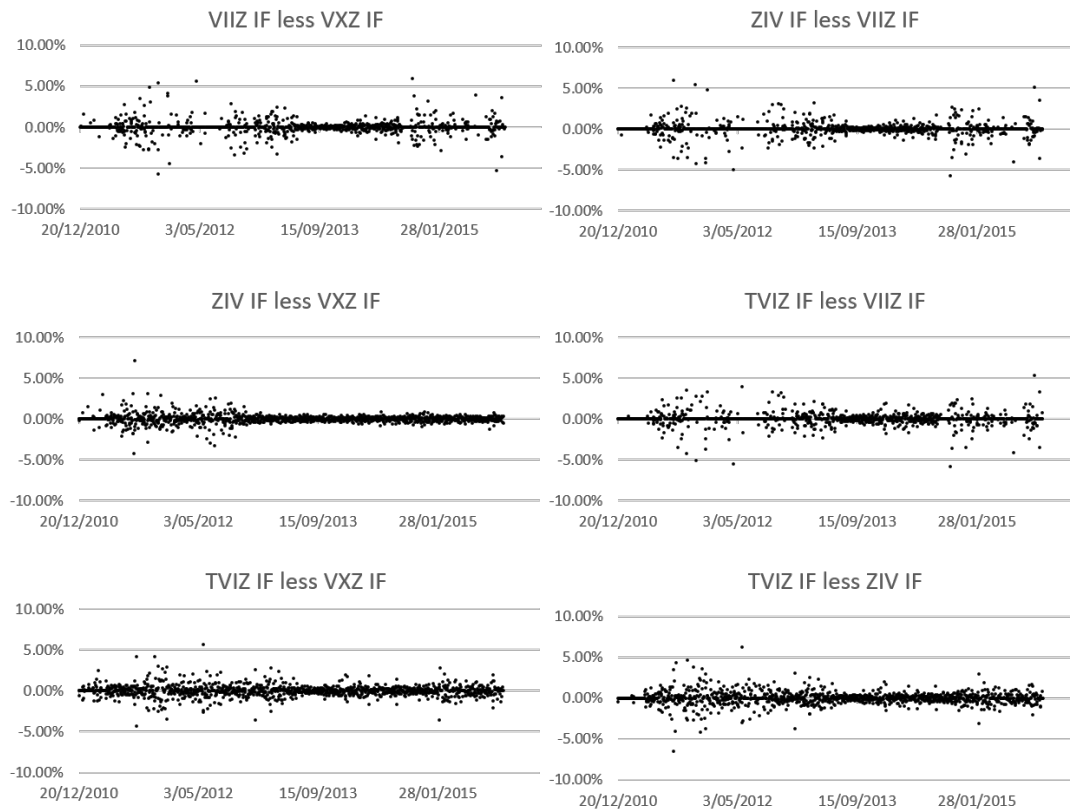 VIIZ IF less VXZ IF
10.00%
5.00%
0.00%
-5.00%
-10.00%
20/12/2010 3/05/2012 15/09/2013 28/01/2015
ZIV IF less VIIZ IF
10.00%
5.00%
0.00%
-5.00%
-10.00%
20/12/2010 3/05/2012 15/09/2013 28/01/2015
ZIV IF less VXZ IF
10.00%
5.00%
0.00%
-5.00%
-10.00%
20/12/2010 3/05/2012 15/09/2013 28/01/2015
TVIZ IF less VIIZ IF
10.00%
5.00%
0.00%
-5.00%
-10.00%
20/12/2010 3/05/2012 15/09/2013 28/01/2015
TVIZ IF less VXZ IF
10.00%
5.00%
0.00%
-5.00%
-10.00%
20/12/2010 3/05/2012 15/09/2013 28/01/2015
TVIZ IF less ZIV IF
10.00%
5.00%
0.00%
-5.00%
-10.00%
20/12/2010 3/05/2012 15/09/2013 28/01/2015